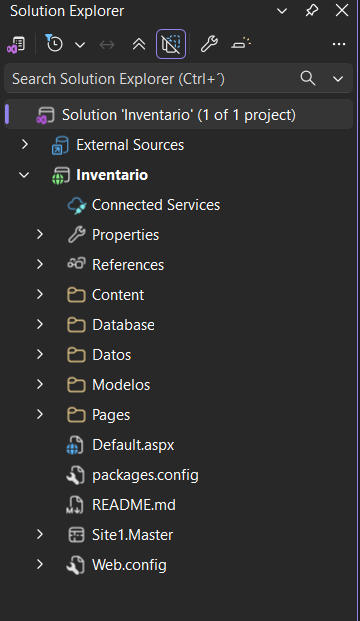 Solution Explorer
Search Solution Explorer (Ctrl+´)
Solution 'Inventario' (1 of 1 project)
External Sources
Inventario
Connected Services
Properties
References
Content
Database
Datos
Modelos
Pages
Default.aspx
packages.config
README.md
Site1.Master
Web.config